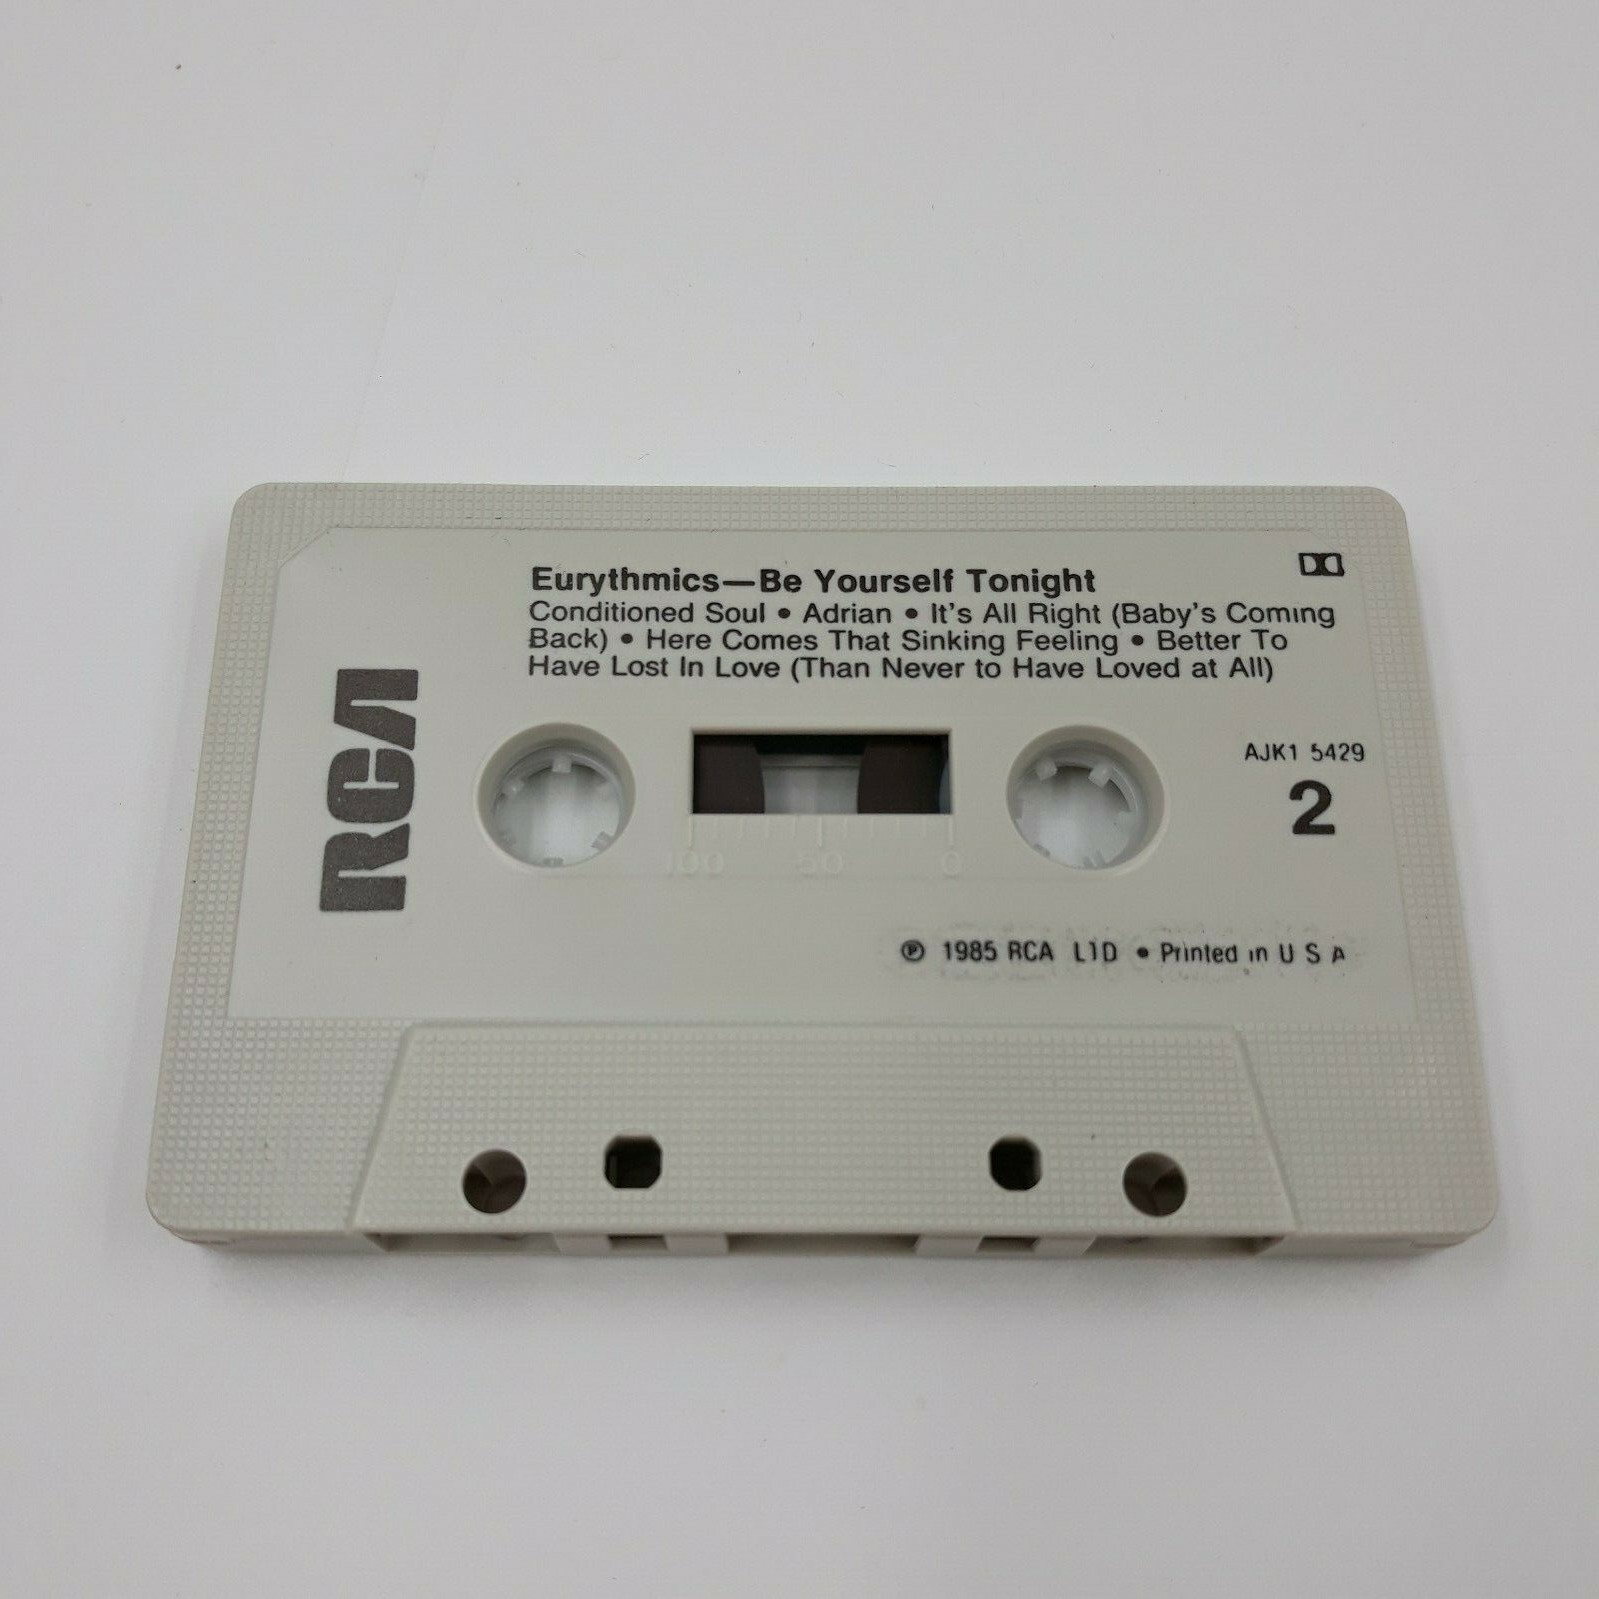 Eurythmics—Be Yourself Tonight
Conditioned Soul • Adrian • It's All Right (Baby's Coming
Back) • Here Comes That Sinking Feeling • Better To
Have Lost In Love (Than Never to Have Loved at All)
RCA
AJK1 5429
2
100 50 0
℗ 1985 RCA LTD • Printed in U S A